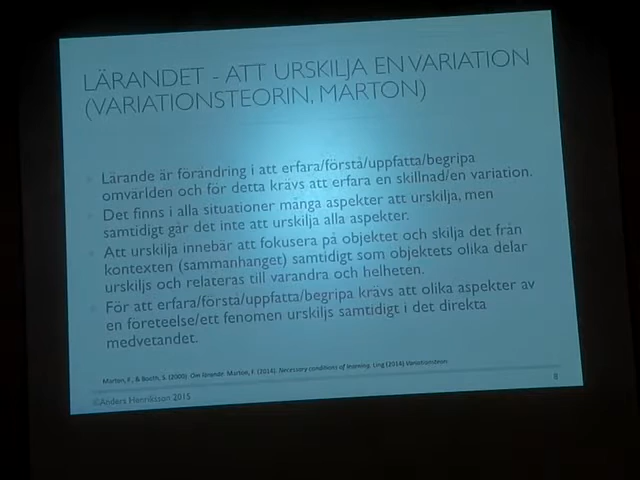 LÄRANDET - ATT URSKILJA EN VARIATION
(VARIATIONSTEORIN, MARTON)
Lärande är förändring i att erfara/förstå/uppfatta/begripa
omvärlden och för detta krävs att erfara en skillnad/en variation.
Det finns i alla situationer många aspekter att urskilja, men
samtidigt går det inte att urskilja alla aspekter.
Att urskilja innebär att fokusera på objektet och skilja det från
kontexten (sammanhanget) samtidigt som objektets olika delar
urskiljs och relateras till varandra och helheten.
För att erfara/förstå/uppfatta/begripa krävs att olika aspekter av
en företeelse/ett fenomen urskiljs samtidigt i det direkta
medvetandet.
Marton, F., & Booth, S. (2000). Om lärande. Marton, F. (2014). Necessary conditions of learning. Ling (2014) Variationsteori
©Anders Henriksson 2015
8